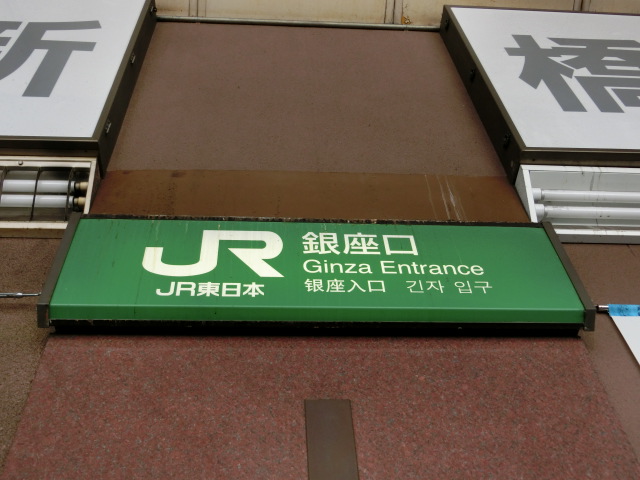 新
橋
JR
JR東日本
銀座口
Ginza Entrance
银座入口 긴자 입구